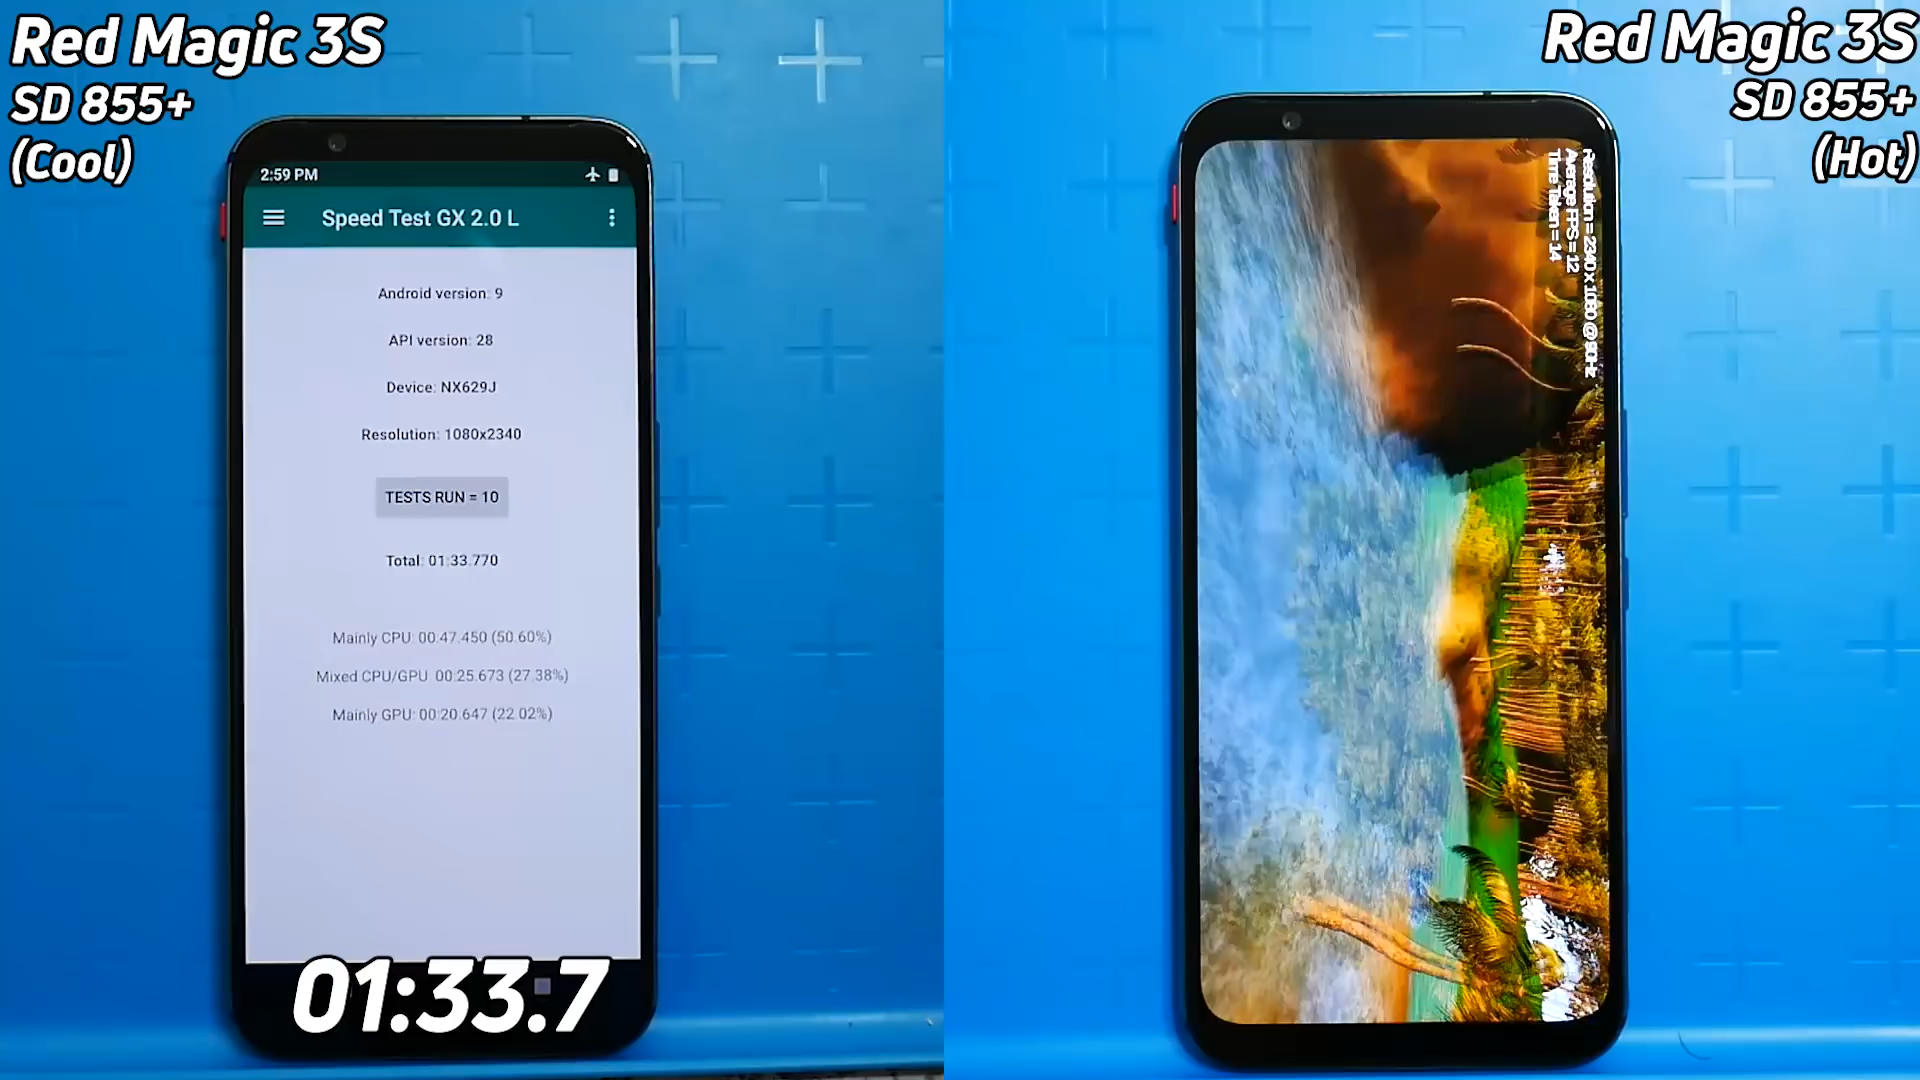 Red Magic 3S
SD 855+
(Cool)
2:59 PM
Speed Test GX 2.0 L
Android version: 9
API version: 28
Device: NX629J
Resolution: 1080x2340
TESTS RUN = 10
Total: 01:33.770
Mainly CPU: 00:47.450 (50.60%)
Mixed CPU/GPU 00:25.673 (27.38%)
Mainly GPU: 00:20.647 (22.02%)
01:33.7
Red Magic 3S
SD 855+
(Hot)
Resolution = 2340 x 1080 @ 90Hz
Average FPS = 12
Time Taken = 14